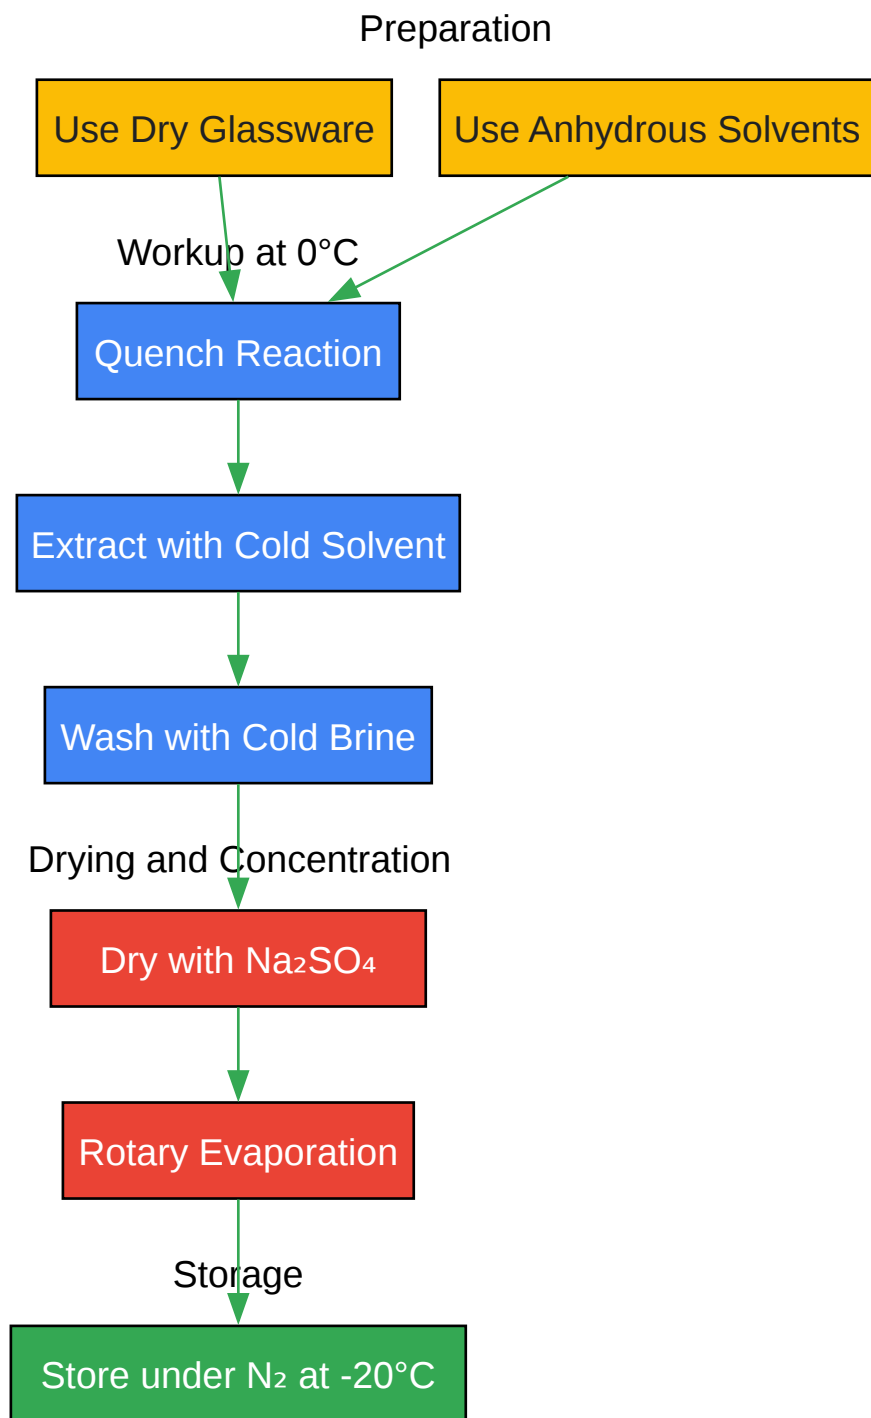 Preparation
Use Dry Glassware
Use Anhydrous Solvents
Workup at 0°C
Quench Reaction
Extract with Cold Solvent
Wash with Cold Brine
Drying and Concentration
Dry with Na₂SO₄
Rotary Evaporation
Storage
Store under N₂ at -20°C